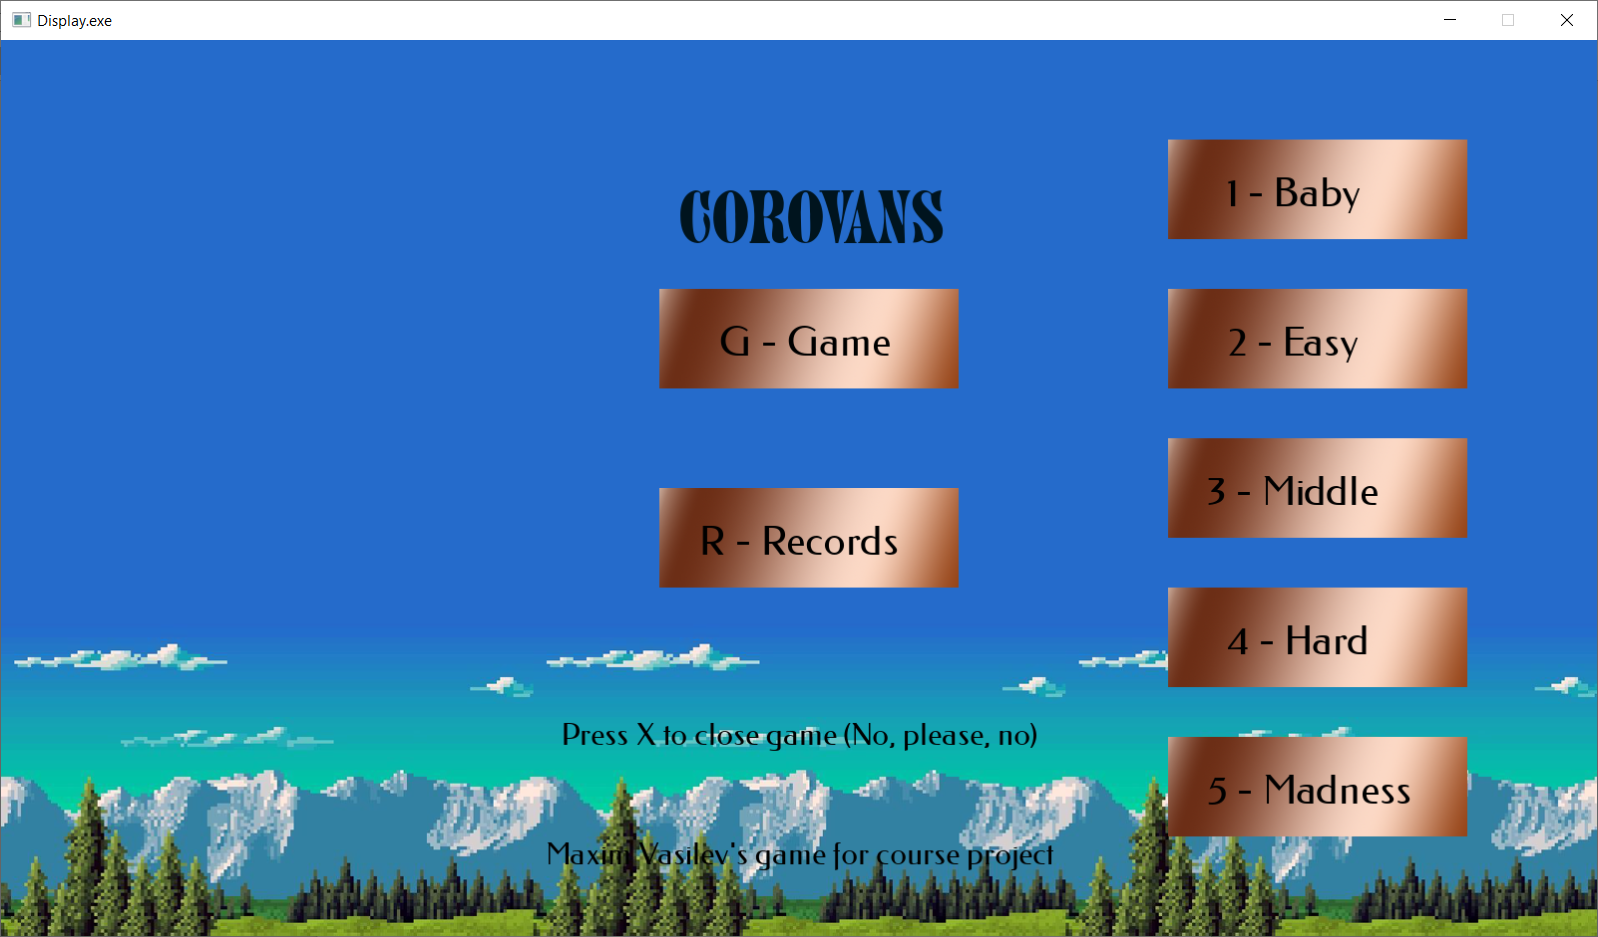 Display.exe
COROVANS
G - Game
R - Records
1 - Baby
2 - Easy
3 - Middle
4 - Hard
5 - Madness
Press X to close game (No, please, no)
Maxim Vasilev's game for course project